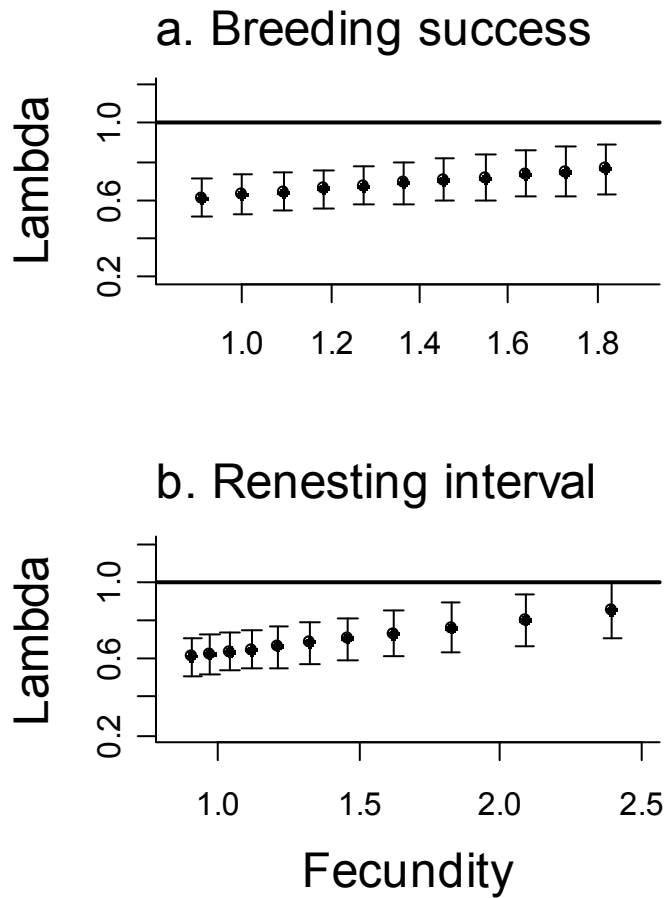 a. Breeding success
Lambda
1.0
0.6
0.2
1.0 1.2 1.4 1.6 1.8
b. Renesting interval
Lambda
1.0
0.6
0.2
1.0 1.5 2.0 2.5
Fecundity